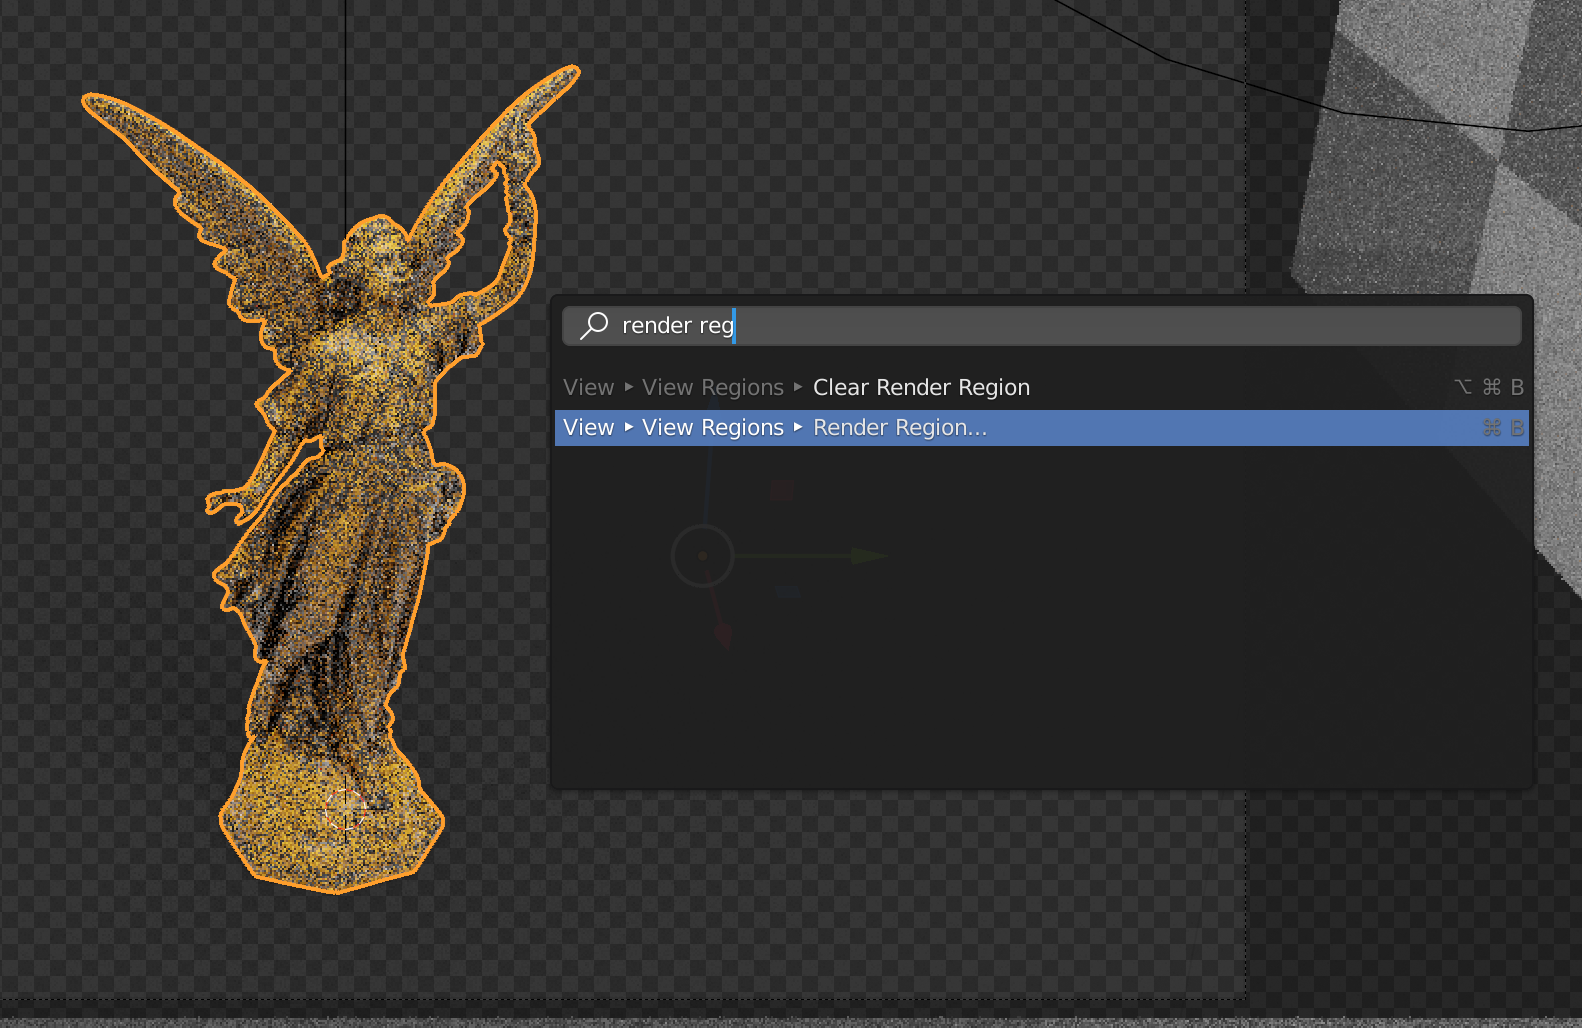 render reg
View ▸ View Regions ▸ Clear Render Region ⌥ ⌘ B
View ▸ View Regions ▸ Render Region... ⌘ B